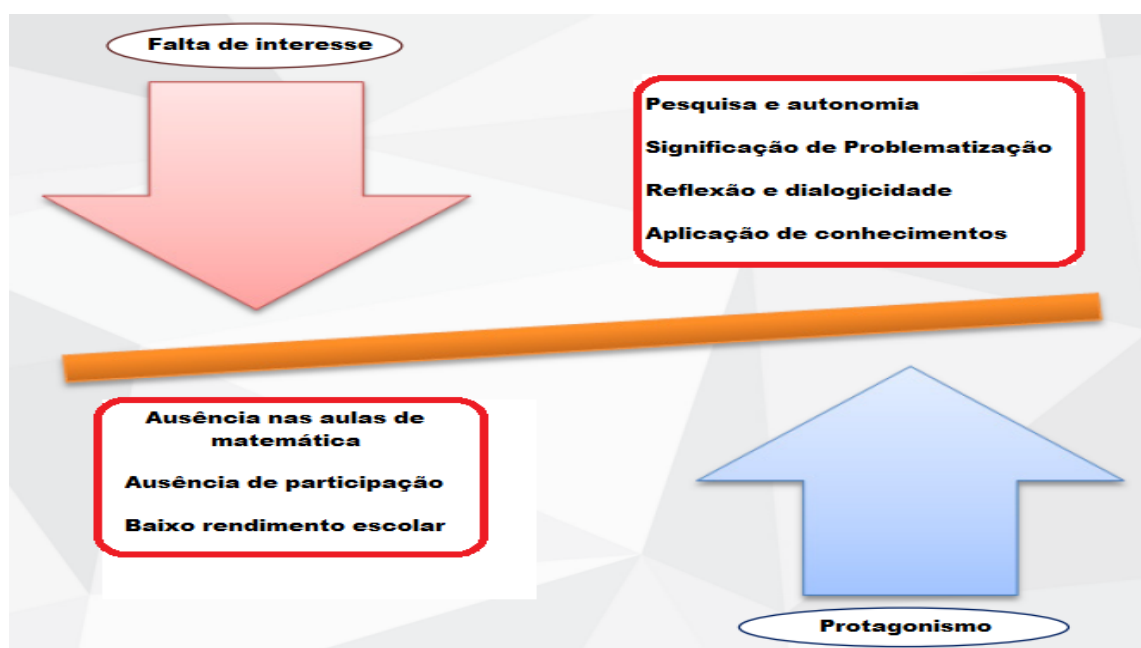 Falta de interesse
Pesquisa e autonomia
Significação de Problematização
Reflexão e dialogicidade
Aplicação de conhecimentos
Ausência nas aulas de
matemática
Ausência de participação
Baixo rendimento escolar
Protagonismo